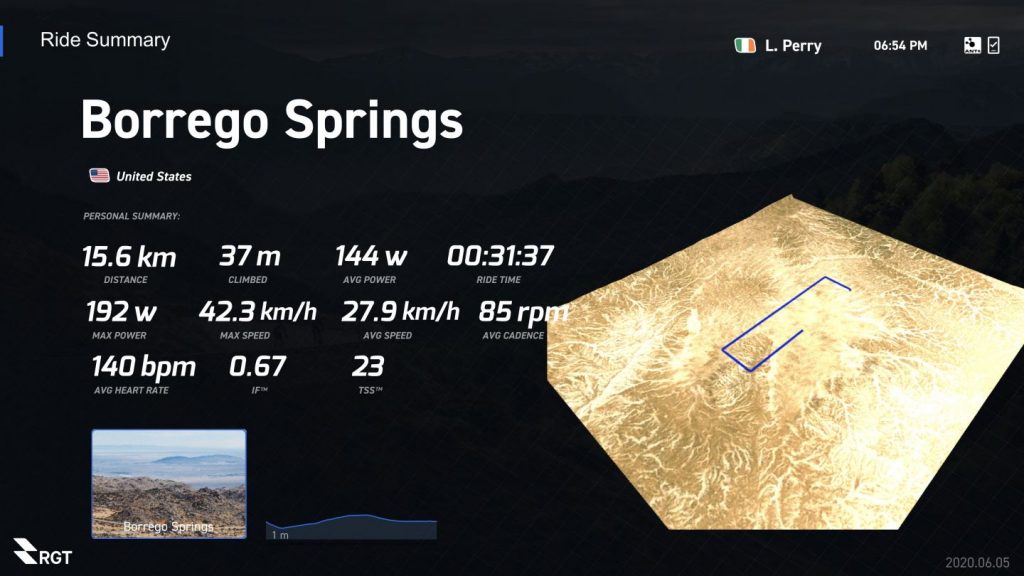 Ride Summary
L. Perry
06:54 PM
ANT+
Borrego Springs
United States
PERSONAL SUMMARY:
15.6 km 37 m 144 w 00:31:37
DISTANCE CLIMBED AVG POWER RIDE TIME
192 w 42.3 km/h 27.9 km/h 85 rpm
MAX POWER MAX SPEED AVG SPEED AVG CADENCE
140 bpm 0.67 23
AVG HEART RATE IF™ TSS™
Borrego Springs
1 m
RGT
2020.06.05